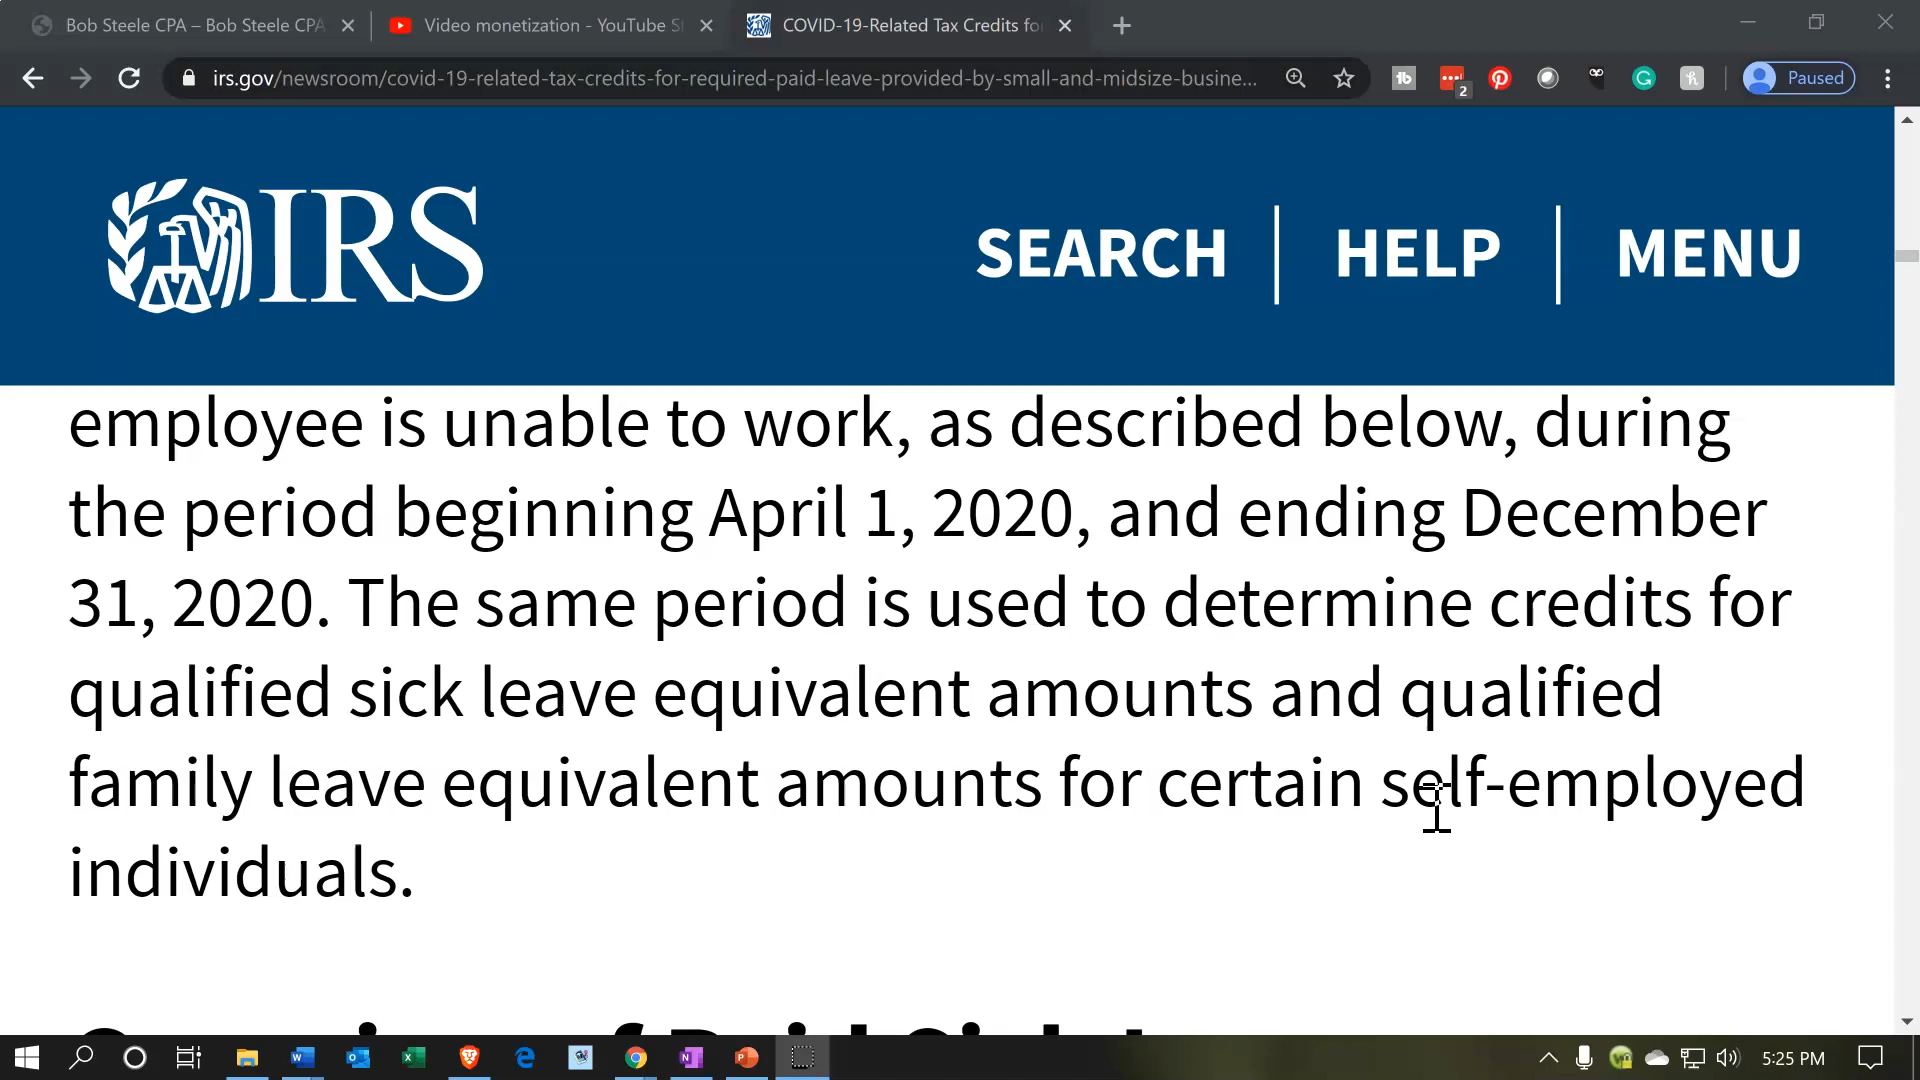 Bob Steele CPA – Bob Steele CPA
Video monetization - YouTube S
COVID-19-Related Tax Credits fo
irs.gov/newsroom/covid-19-related-tax-credits-for-required-paid-leave-provided-by-small-and-midsize-busine...
tb
2
Paused
IRS
SEARCH
HELP
MENU
employee is unable to work, as described below, during
the period beginning April 1, 2020, and ending December
31, 2020. The same period is used to determine credits for
qualified sick leave equivalent amounts and qualified
family leave equivalent amounts for certain self-employed
individuals.
5:25 PM